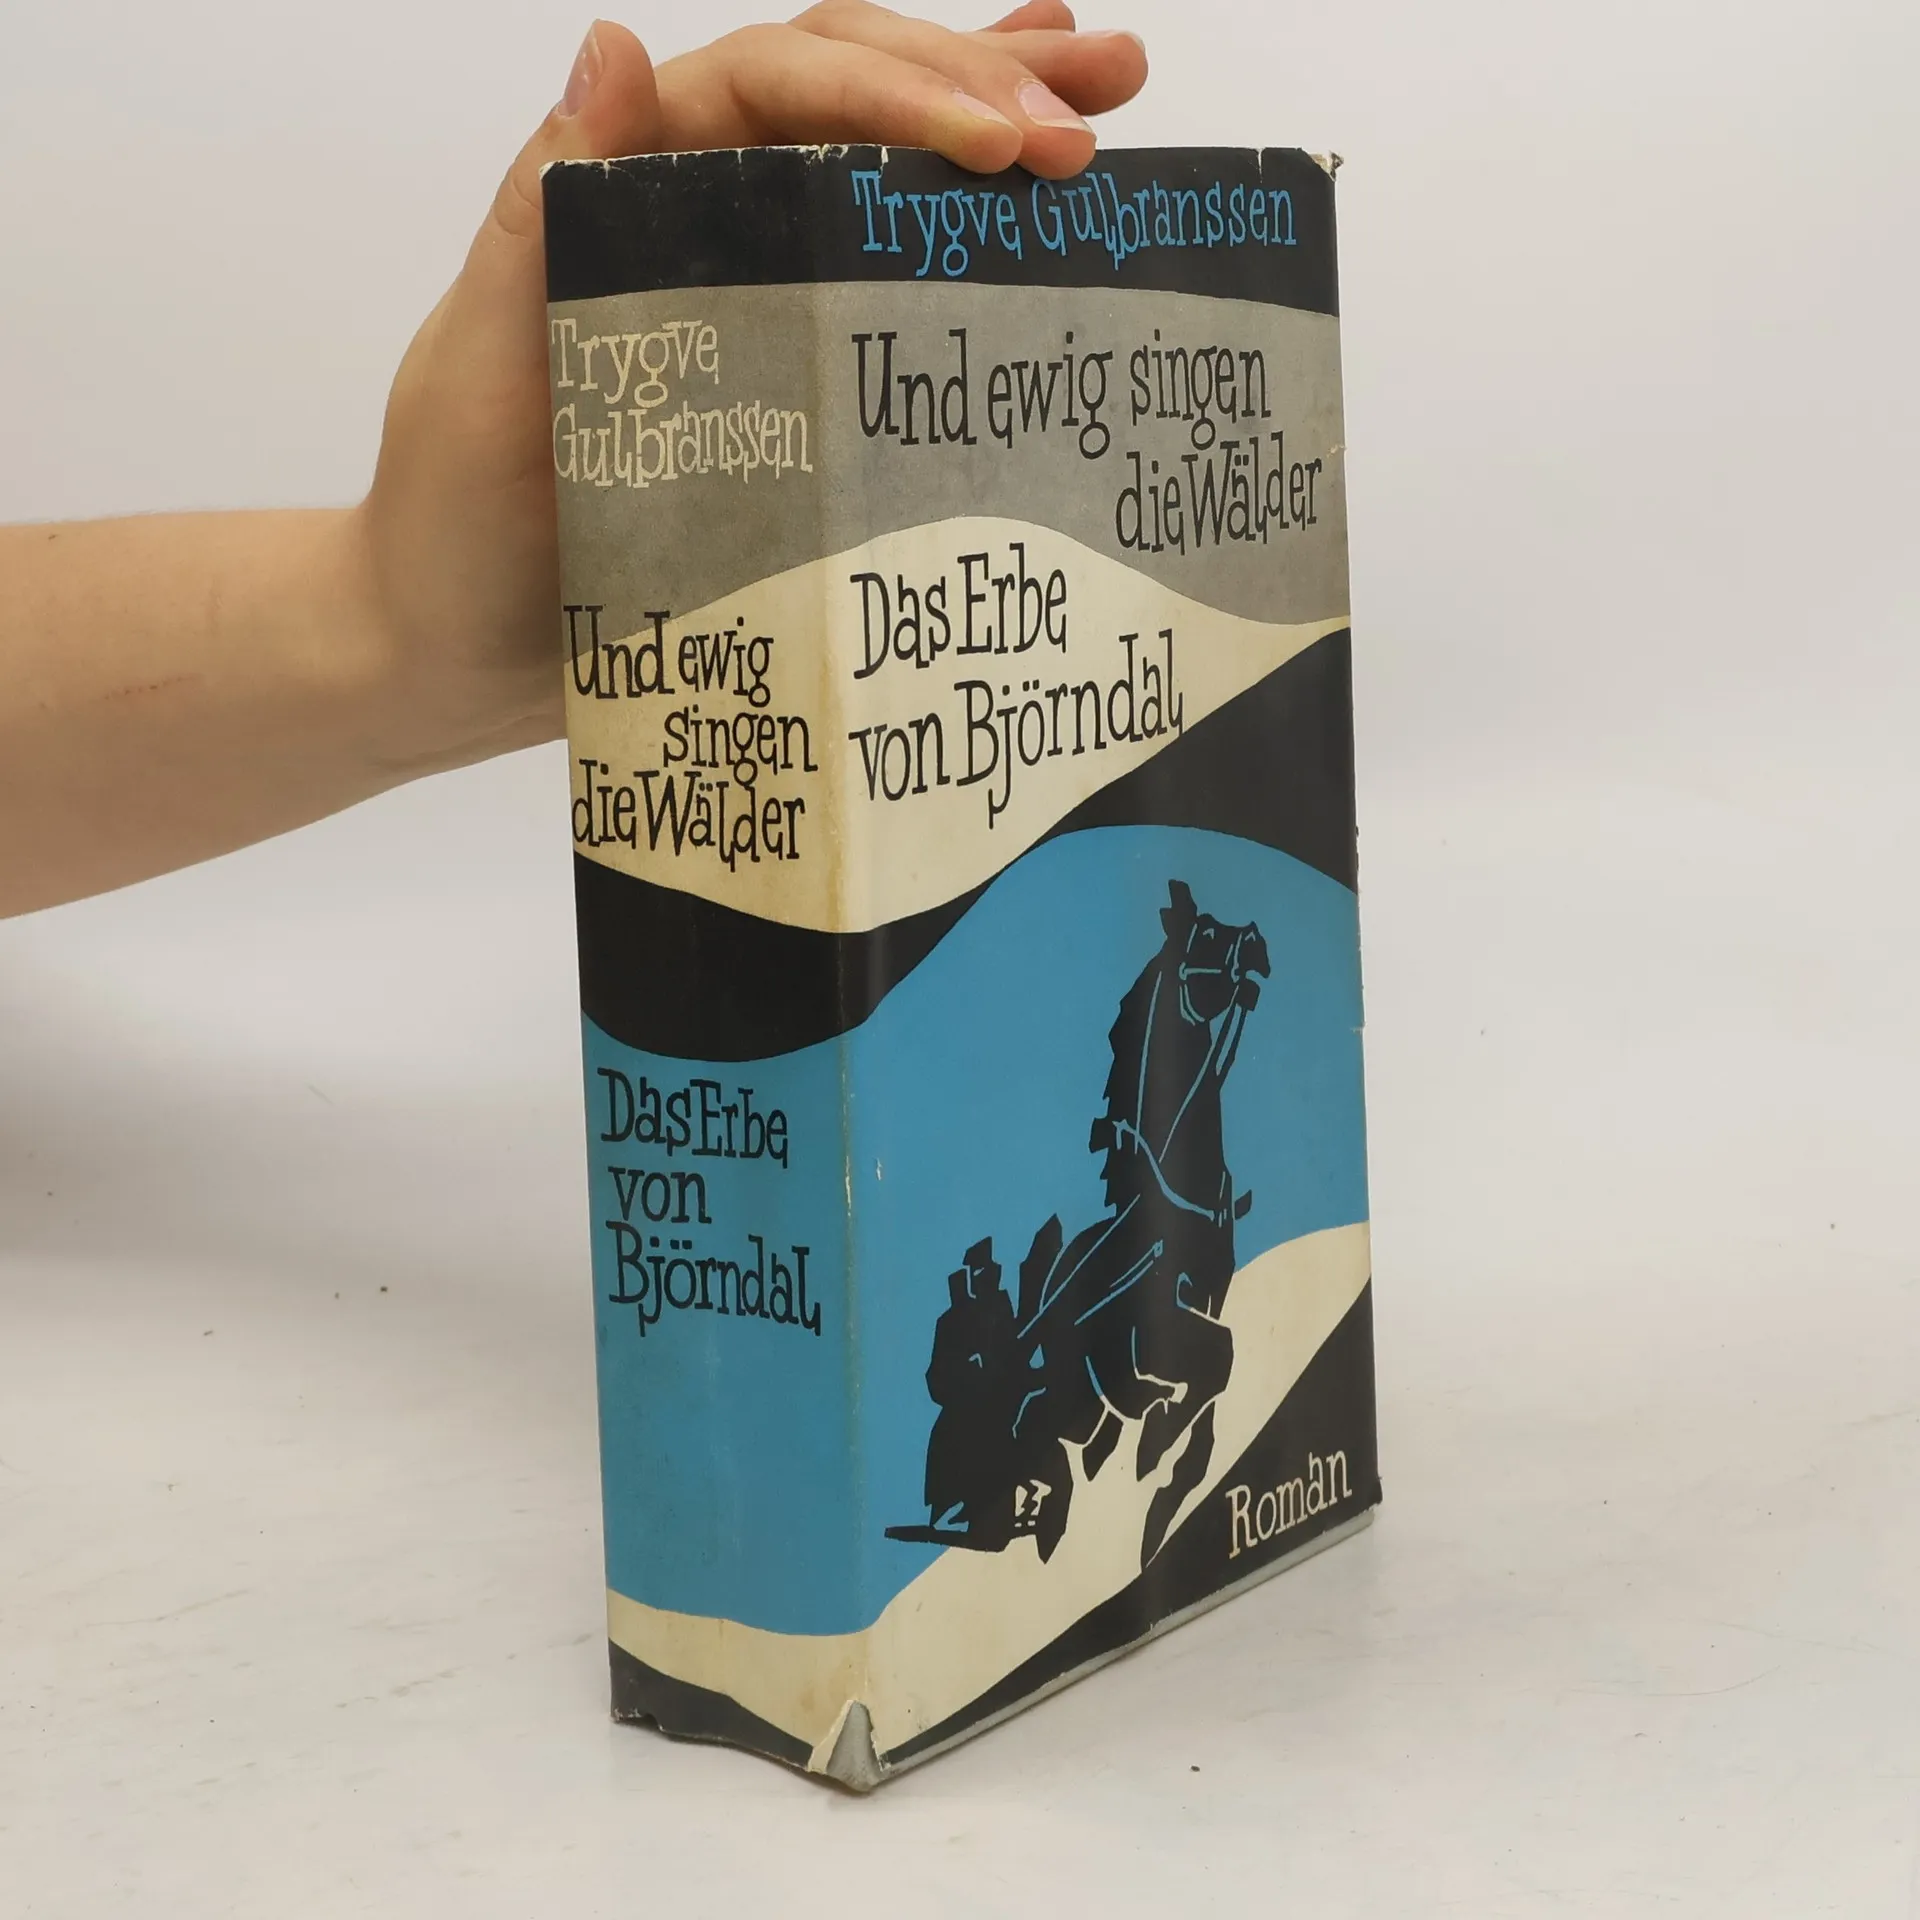 Trygve
Gulbranssen
Und ewig
singen
die Wälder
Das Erbe
von
Björndal
Trygve Gulbranssen
Und ewig singen
die Wälder
Das Erbe
von Björndal
Roman